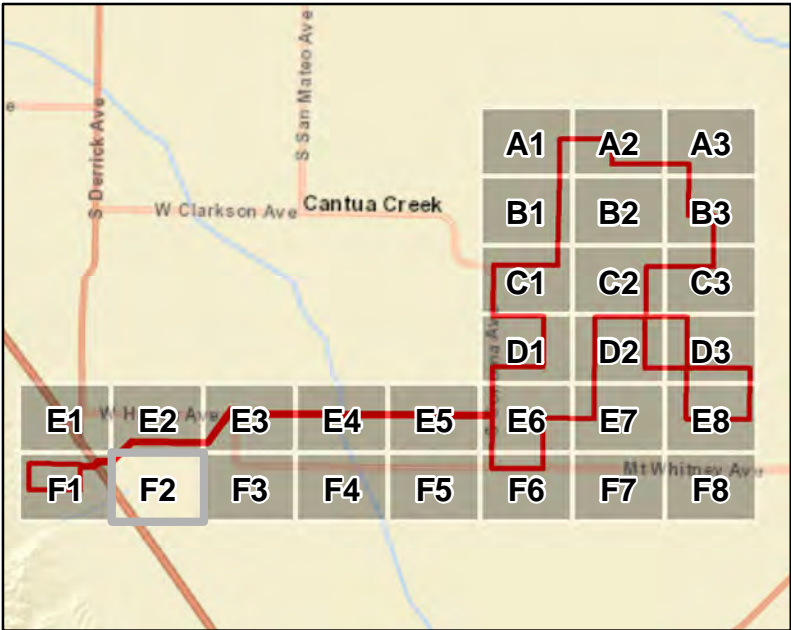 S San Mateo Ave
e
S Derrick Ave
A1 A2 A3
W Clarkson Ave
Cantua Creek
B1 B2 B3
C1 C2 C3
D1 D2 D3
E1 W H Ave E2 E3 E4 E5 E6 E7 E8
Mt Whitney Ave
F1 F2 F3 F4 F5 F6 F7 F8